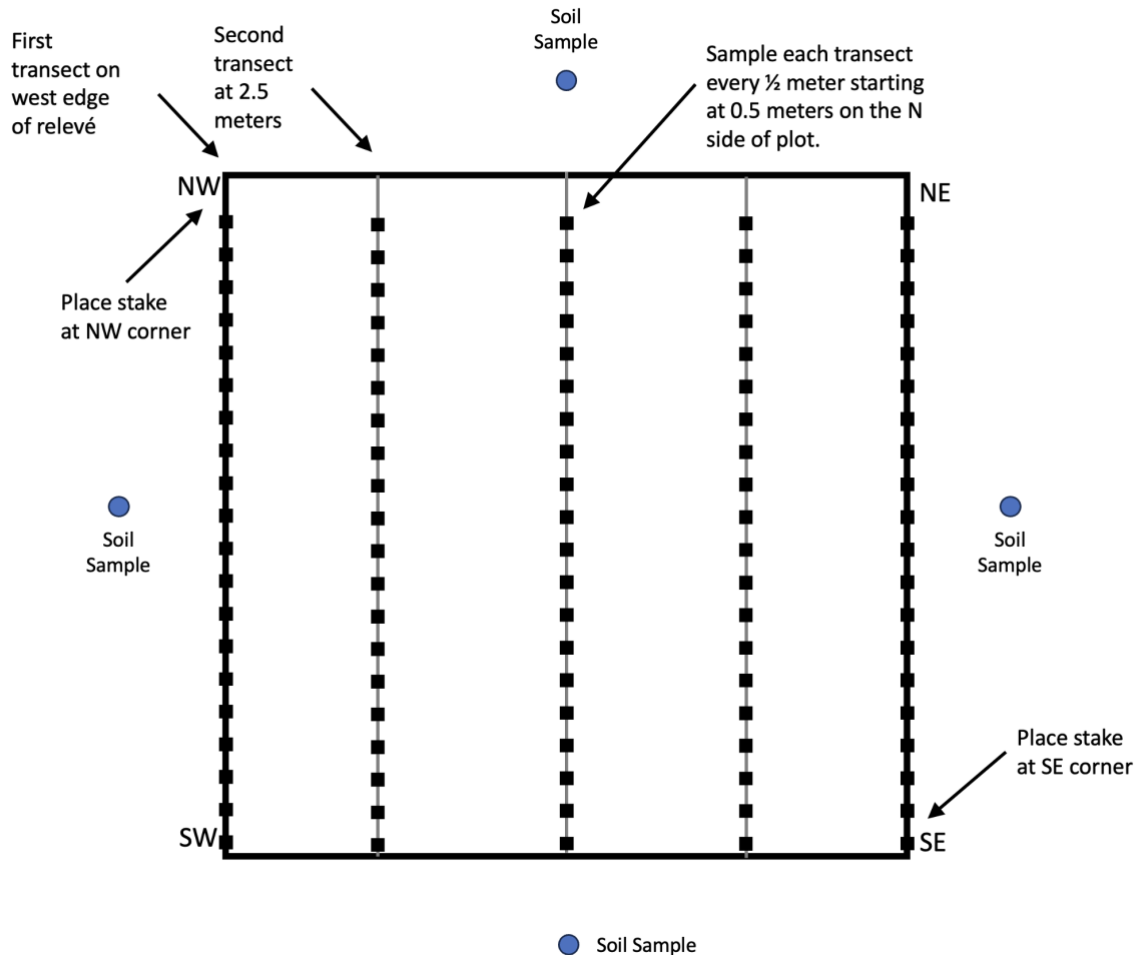 First
transect on
west edge
of relevé
Second
transect
at 2.5
meters
Soil
Sample
Sample each transect
every ½ meter starting
at 0.5 meters on the N
side of plot.
NW
NE
Place stake
at NW corner
Soil
Sample
Soil
Sample
Place stake
at SE corner
SW
SE
Soil Sample